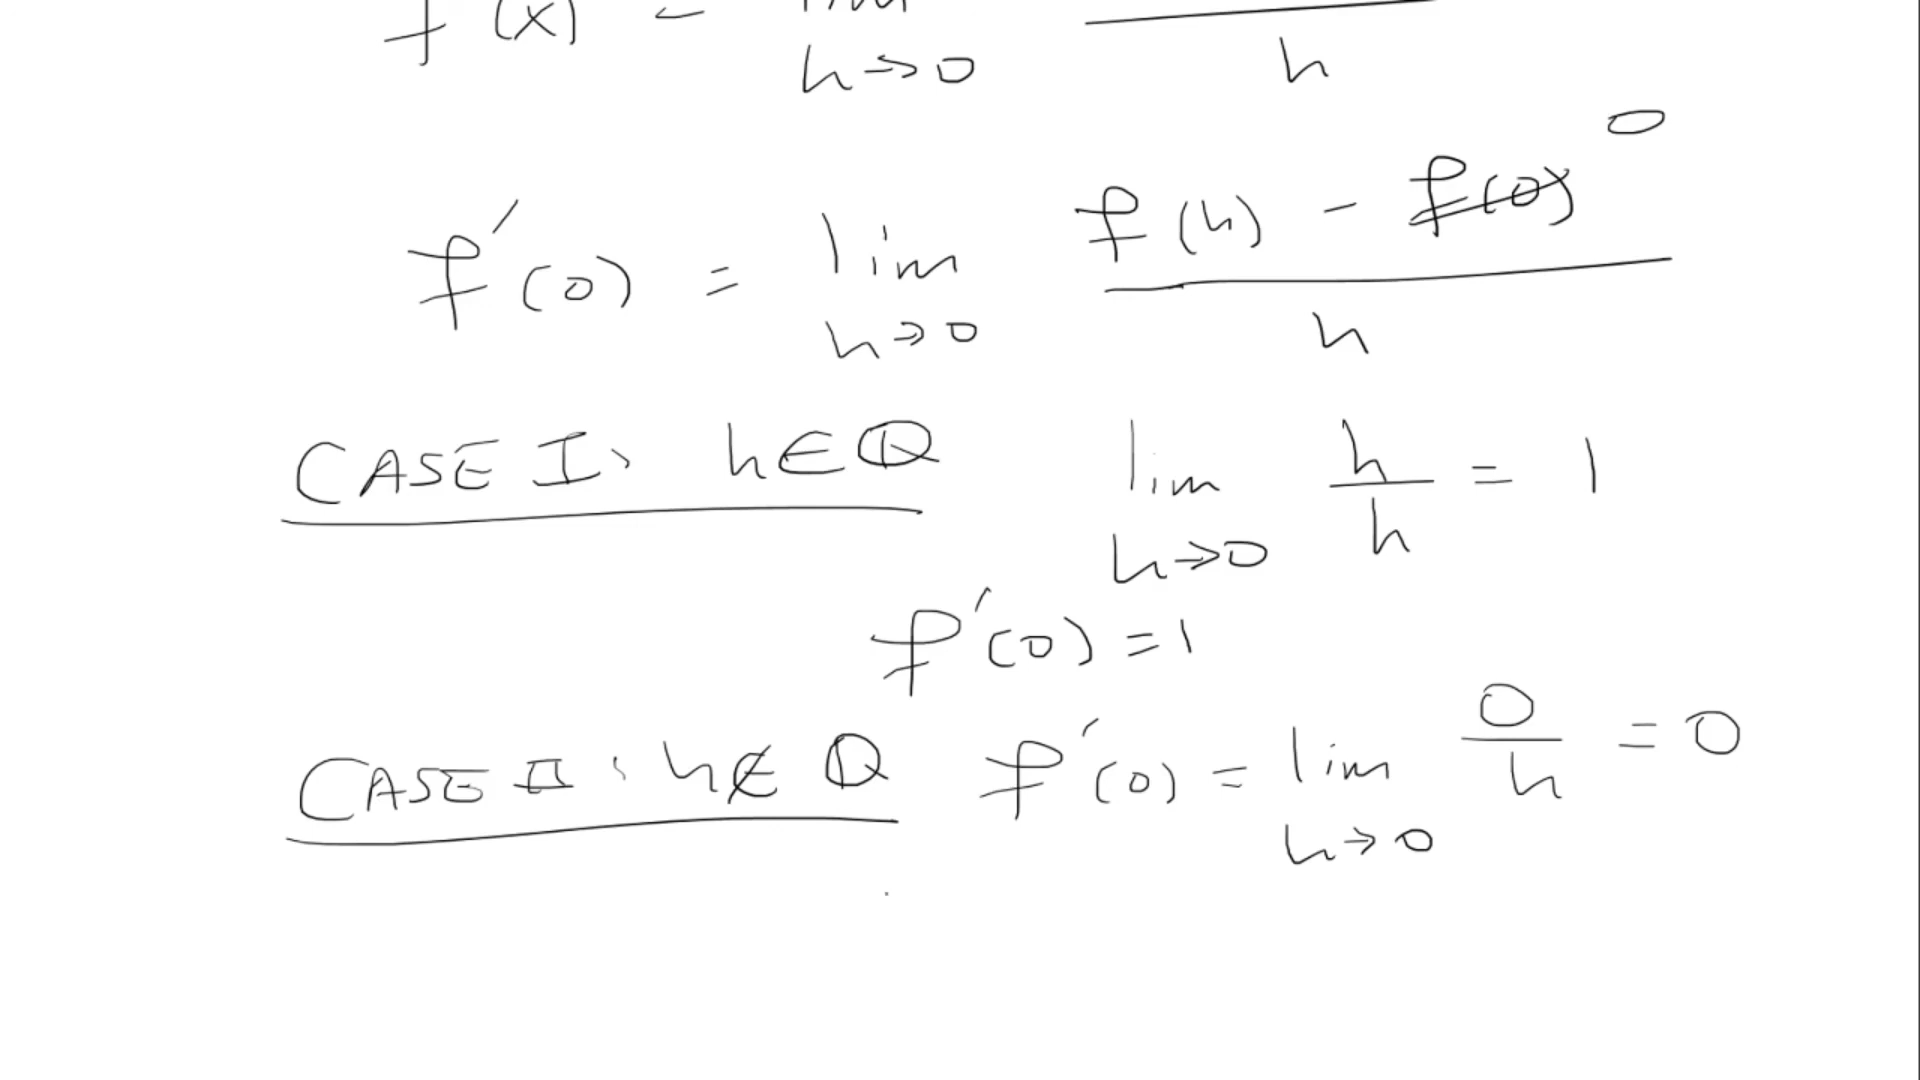 f (x) = lim h
h→0
f'(0) = lim f(h) - f(0) 0
h→0 h
CASE I: h∈ℚ lim h/h = 1
h→0
f'(0) = 1
CASE II: h∉ℚ f'(0) = lim 0/h = 0
h→0